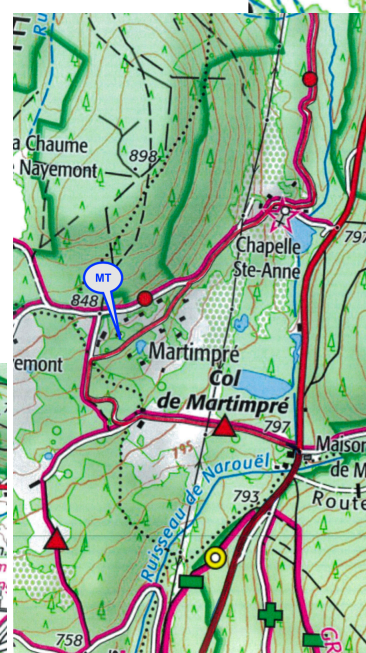 Ru
a Chaume
Nayemont
898
Chapelle
Ste-Anne
797
MT
848
emont
Martimpré
Col
de Martimpré
797
795
Maison
de M
793
Route
Ruisseau de Narouël
758
GR